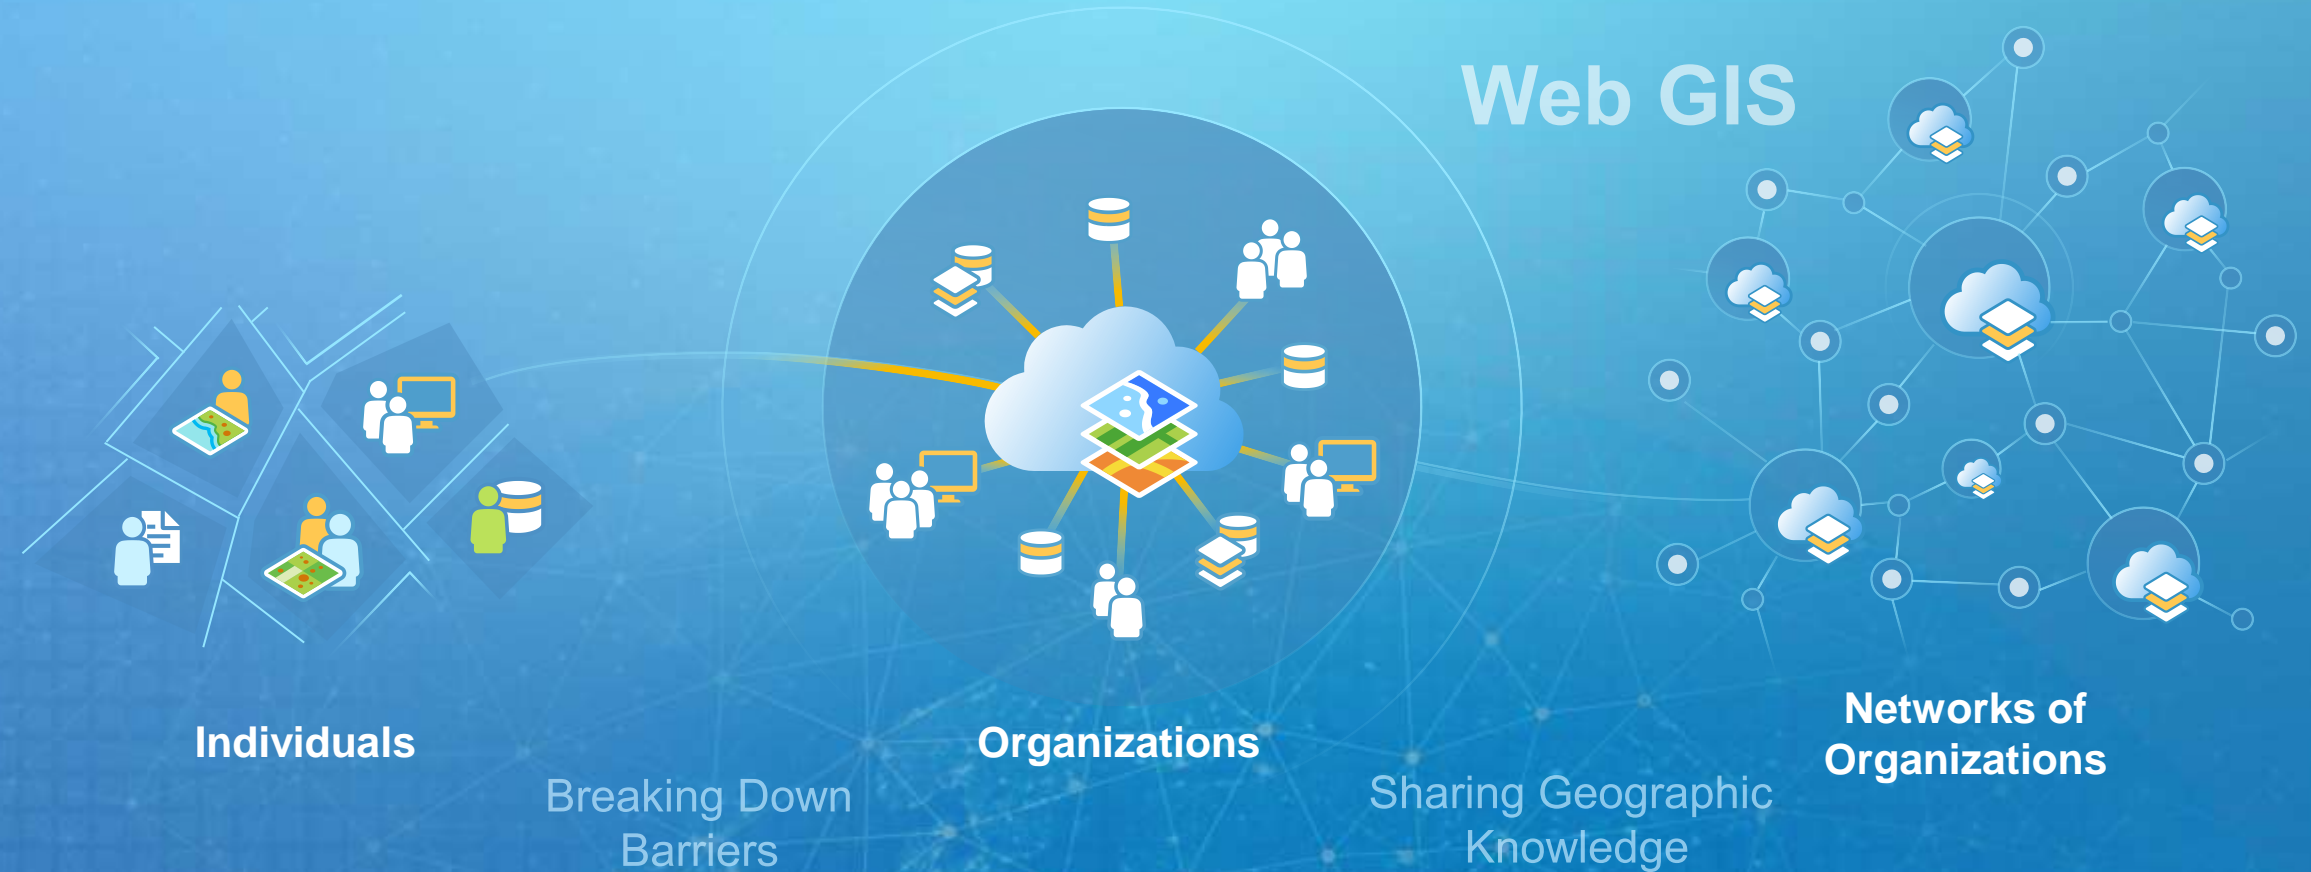 Web GIS
Individuals
Organizations
Networks of
Organizations
Breaking Down
Barriers
Sharing Geographic
Knowledge